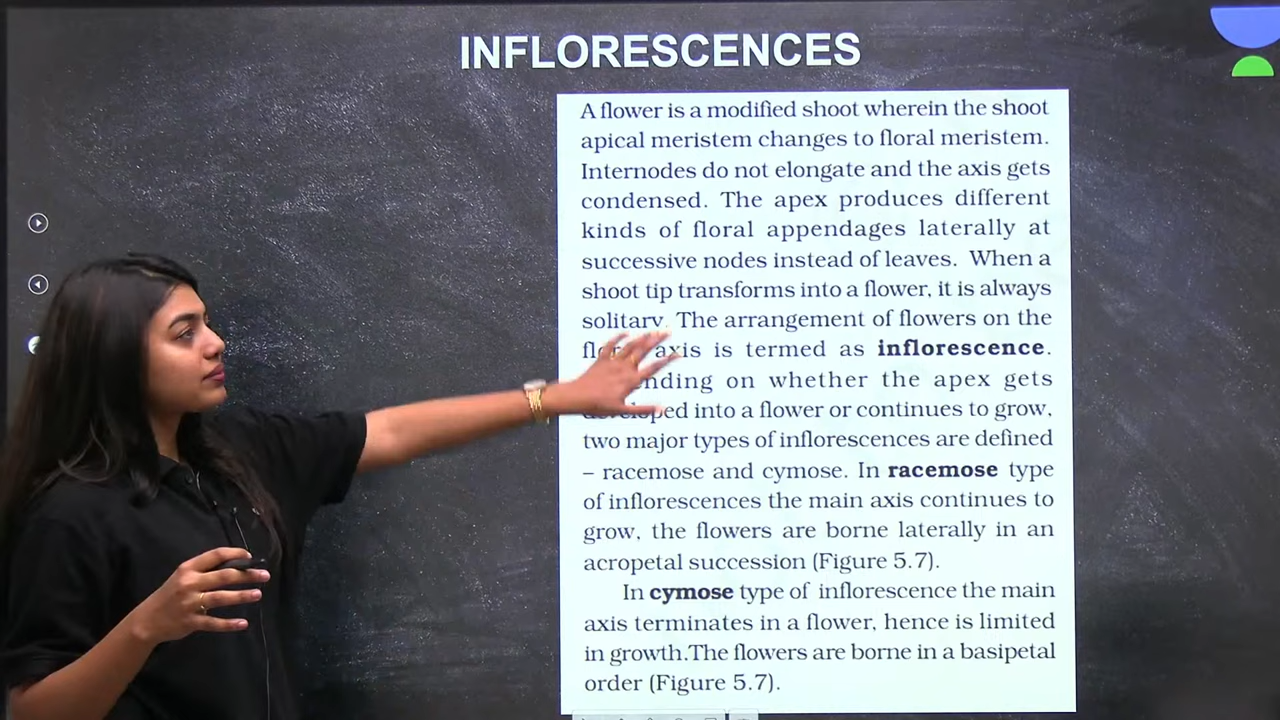 INFLORESCENCES
A flower is a modified shoot wherein the shoot
apical meristem changes to floral meristem.
Internodes do not elongate and the axis gets
condensed. The apex produces different
kinds of floral appendages laterally at
successive nodes instead of leaves. When a
shoot tip transforms into a flower, it is always
solitary. The arrangement of flowers on the
axis is termed as inflorescence.
on whether the apex gets
into a flower or continues to grow,
two major types of inflorescences are defined
– racemose and cymose. In racemose type
of inflorescences the main axis continues to
grow, the flowers are borne laterally in an
acropetal succession (Figure 5.7).
In cymose type of inflorescence the main
axis terminates in a flower, hence is limited
in growth.The flowers are borne in a basipetal
order (Figure 5.7).